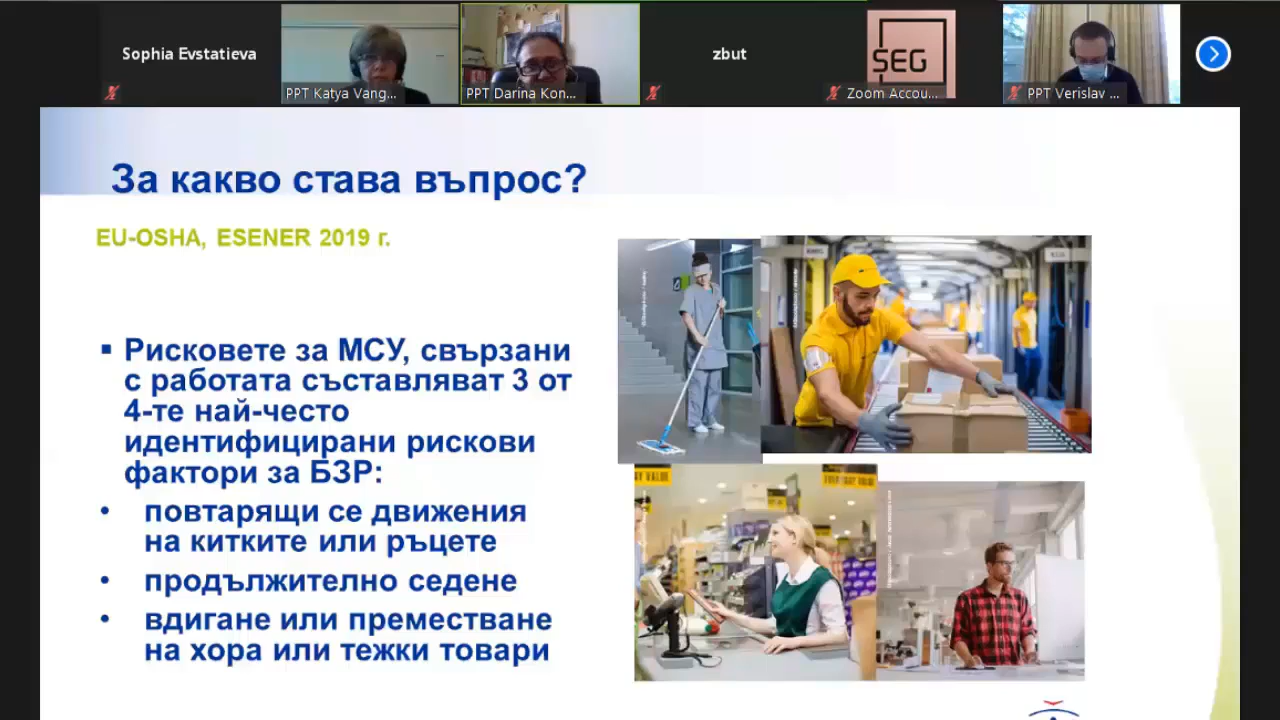 Sophia Evstatieva
PPT Katya Vang...
PPT Darina Kon...
zbut
ȘEG
Zoom Accou...
PPT Verislav ...
За какво става въпрос?
EU-OSHA, ESENER 2019 г.
▪ Рисковете за МСУ, свързани
с работата съставляват 3 от
4-те най-често
идентифицирани рискови
фактори за БЗР:
• повтарящи се движения
на китките или ръцете
• продължително седене
• вдигане или преместване
на хора или тежки товари